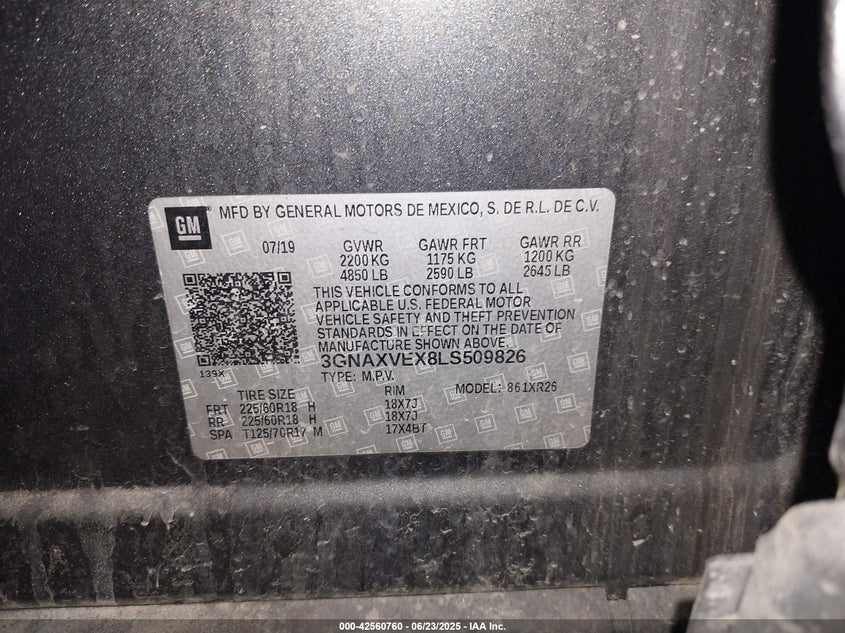 GM
MFD BY GENERAL MOTORS DE MEXICO, S. DE R.L. DE C.V.
07/19 GVWR GAWR FRT GAWR RR
2200 KG 1175 KG 1200 KG
4850 LB 2590 LB 2645 LB
THIS VEHICLE CONFORMS TO ALL
APPLICABLE U.S. FEDERAL MOTOR
VEHICLE SAFETY AND THEFT PREVENTION
STANDARDS IN EFFECT ON THE DATE OF
MANUFACTURE SHOWN ABOVE.
139X
3GNAXVEX8LS509826
TYPE: M.P.V. MODEL: 861XR26
TIRE SIZE RIM
FRT 225/60R18 H 18X7J
RR 225/60R18 H 18X7J
SPA T125/70R17 M 17X4BT
000-42560760 - 06/23/2025 - IAA Inc.